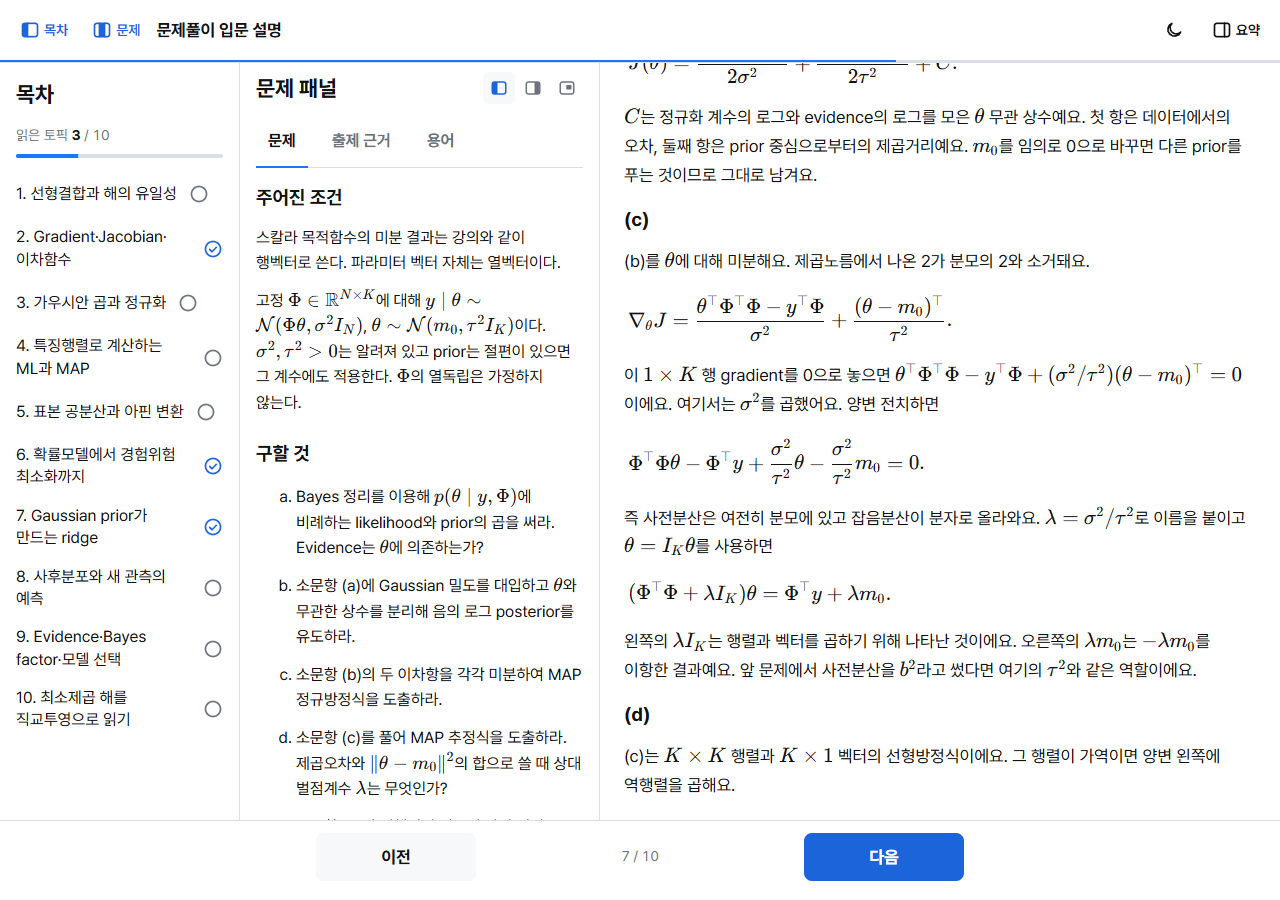 목차 문제 문제풀이 입문 설명 요약
목차
읽은 토픽 3 / 10
1. 선형결합과 해의 유일성
2. Gradient·Jacobian·
이차함수
3. 가우시안 곱과 정규화
4. 특징행렬로 계산하는
ML과 MAP
5. 표본 공분산과 아핀 변환
6. 확률모델에서 경험위험
최소화까지
7. Gaussian prior가
만드는 ridge
8. 사후분포와 새 관측의
예측
9. Evidence·Bayes
factor·모델 선택
10. 최소제곱 해를
직교투영으로 읽기
문제 패널
문제 출제 근거 용어
주어진 조건
스칼라 목적함수의 미분 결과는 강의와 같이
행벡터로 쓴다. 파라미터 벡터 자체는 열벡터이다.
고정 Φ ∈ ℝ^{N×K}에 대해 y | θ ∼
𝒩(Φθ, σ²I_N), θ ∼ 𝒩(m₀, τ²I_K)이다.
σ², τ² > 0는 알려져 있고 prior는 절편이 있으면
그 계수에도 적용한다. Φ의 열독립은 가정하지
않는다.
구할 것
a. Bayes 정리를 이용해 p(θ | y, Φ)에
비례하는 likelihood와 prior의 곱을 써라.
Evidence는 θ에 의존하는가?
b. 소문항 (a)에 Gaussian 밀도를 대입하고 θ와
무관한 상수를 분리해 음의 로그 posterior를
유도하라.
c. 소문항 (b)의 두 이차항을 각각 미분하여 MAP
정규방정식을 도출하라.
d. 소문항 (c)를 풀어 MAP 추정식을 도출하라.
제곱오차와 ‖θ − m₀‖²의 합으로 쓸 때 상대
벌점계수 λ는 무엇인가?
2σ² + 2τ² + C.
C는 정규화 계수의 로그와 evidence의 로그를 모은 θ 무관 상수예요. 첫 항은 데이터에서의
오차, 둘째 항은 prior 중심으로부터의 제곱거리예요. m₀를 임의로 0으로 바꾸면 다른 prior를
푸는 것이므로 그대로 남겨요.
(c)
(b)를 θ에 대해 미분해요. 제곱노름에서 나온 2가 분모의 2와 소거돼요.
∇_θ J = (θ^⊤Φ^⊤Φ − y^⊤Φ)/σ² + (θ − m₀)^⊤/τ².
이 1 × K 행 gradient를 0으로 놓으면 θ^⊤Φ^⊤Φ − y^⊤Φ + (σ²/τ²)(θ − m₀)^⊤ = 0
이에요. 여기서는 σ²를 곱했어요. 양변 전치하면
Φ^⊤Φθ − Φ^⊤y + σ²/τ² θ − σ²/τ² m₀ = 0.
즉 사전분산은 여전히 분모에 있고 잡음분산이 분자로 올라와요. λ = σ²/τ²로 이름을 붙이고
θ = I_Kθ를 사용하면
(Φ^⊤Φ + λI_K)θ = Φ^⊤y + λm₀.
왼쪽의 λI_K는 행렬과 벡터를 곱하기 위해 나타난 것이에요. 오른쪽의 λm₀는 −λm₀를
이항한 결과예요. 앞 문제에서 사전분산을 b²라고 썼다면 여기의 τ²와 같은 역할이에요.
(d)
(c)는 K × K 행렬과 K × 1 벡터의 선형방정식이에요. 그 행렬이 가역이면 양변 왼쪽에
역행렬을 곱해요.
이전 7 / 10 다음